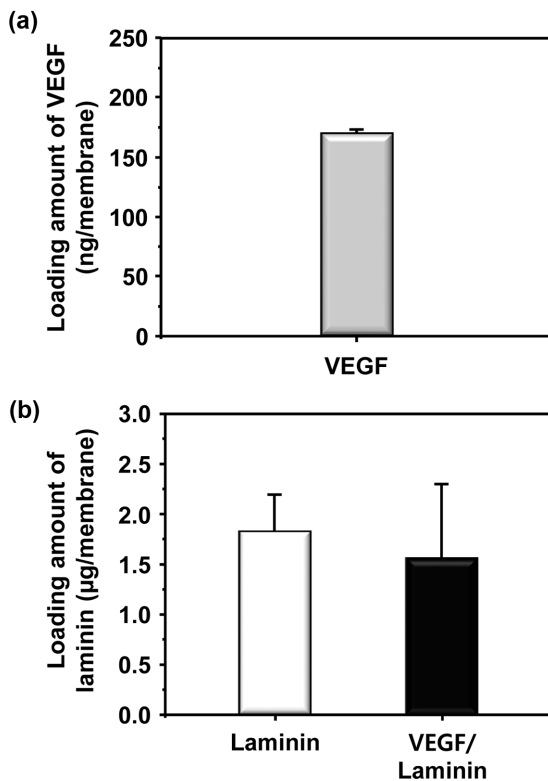 (a)
Loading amount of VEGF
(ng/membrane)
250
200
150
100
50
0
VEGF
(b)
Loading amount of
laminin (µg/membrane)
3.0
2.5
2.0
1.5
1.0
0.5
0.0
Laminin
VEGF/
Laminin